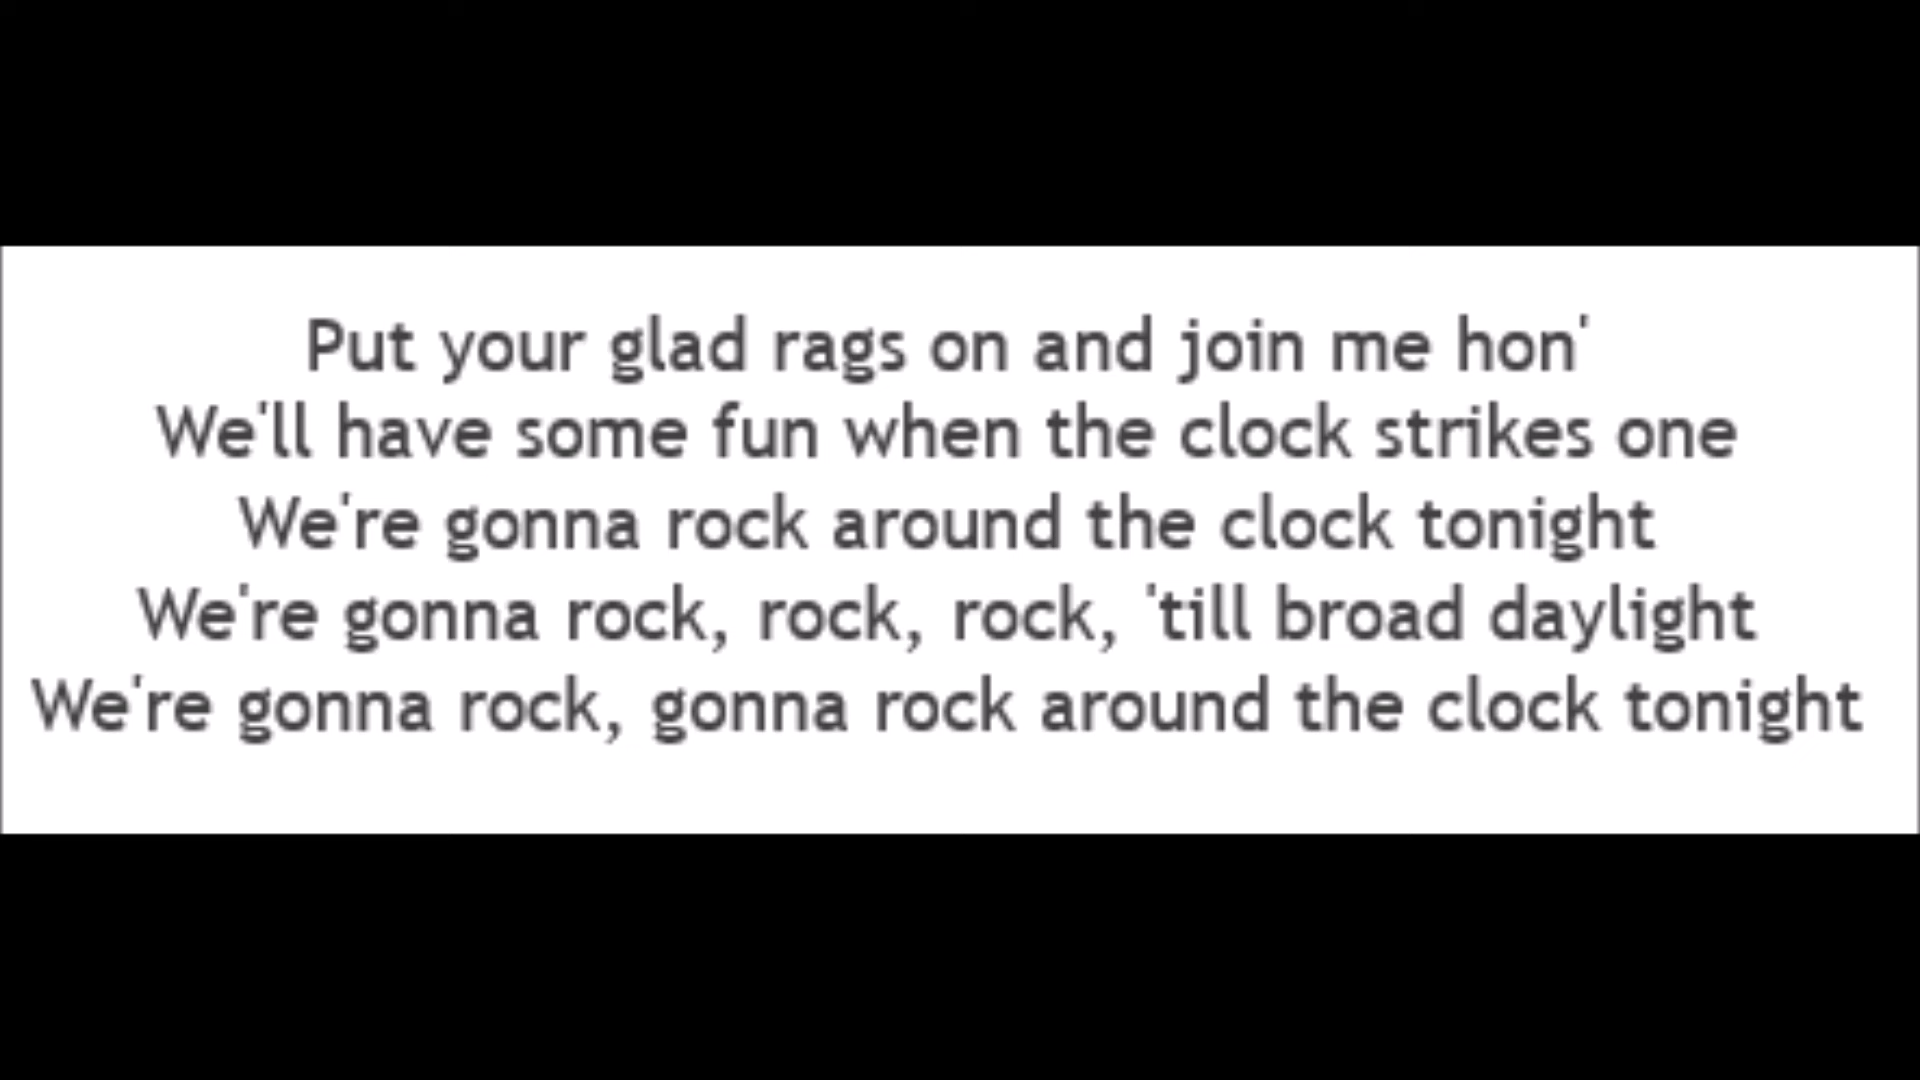 Put your glad rags on and join me hon'
We'll have some fun when the clock strikes one
We're gonna rock around the clock tonight
We're gonna rock, rock, rock, 'till broad daylight
We're gonna rock, gonna rock around the clock tonight